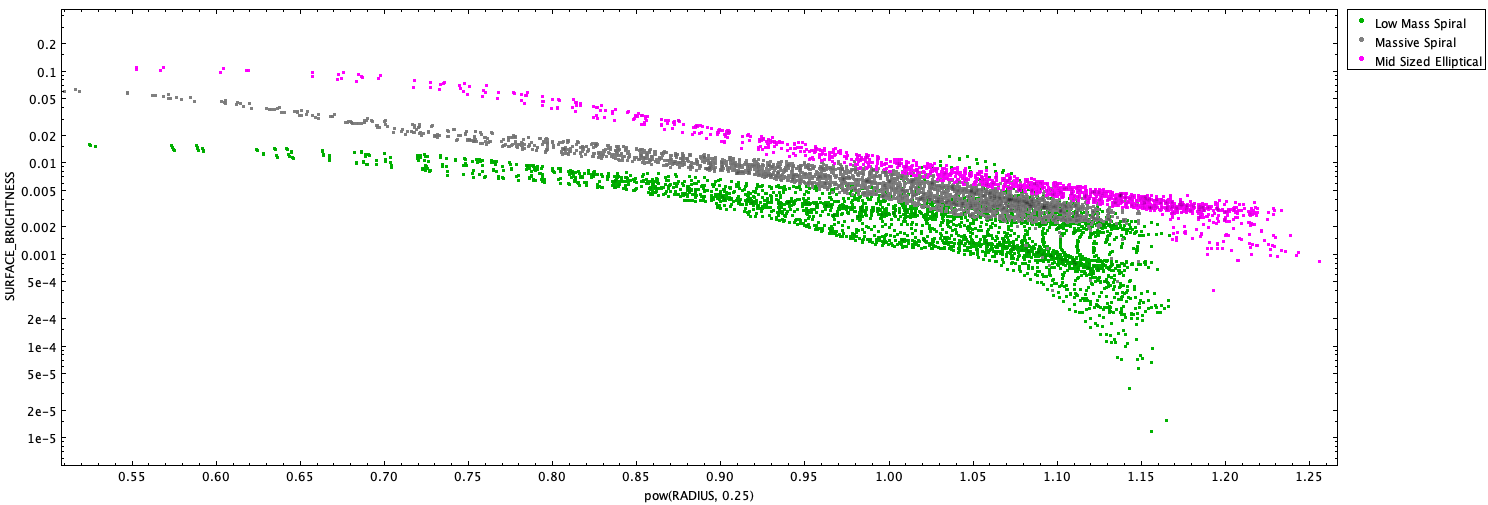 Low Mass Spiral
Massive Spiral
Mid Sized Elliptical
SURFACE_BRIGHTNESS
0.2
0.1
0.05
0.02
0.01
0.005
0.002
0.001
5e-4
2e-4
1e-4
5e-5
2e-5
1e-5
0.55 0.60 0.65 0.70 0.75 0.80 0.85 0.90 0.95 1.00 1.05 1.10 1.15 1.20 1.25
pow(RADIUS, 0.25)